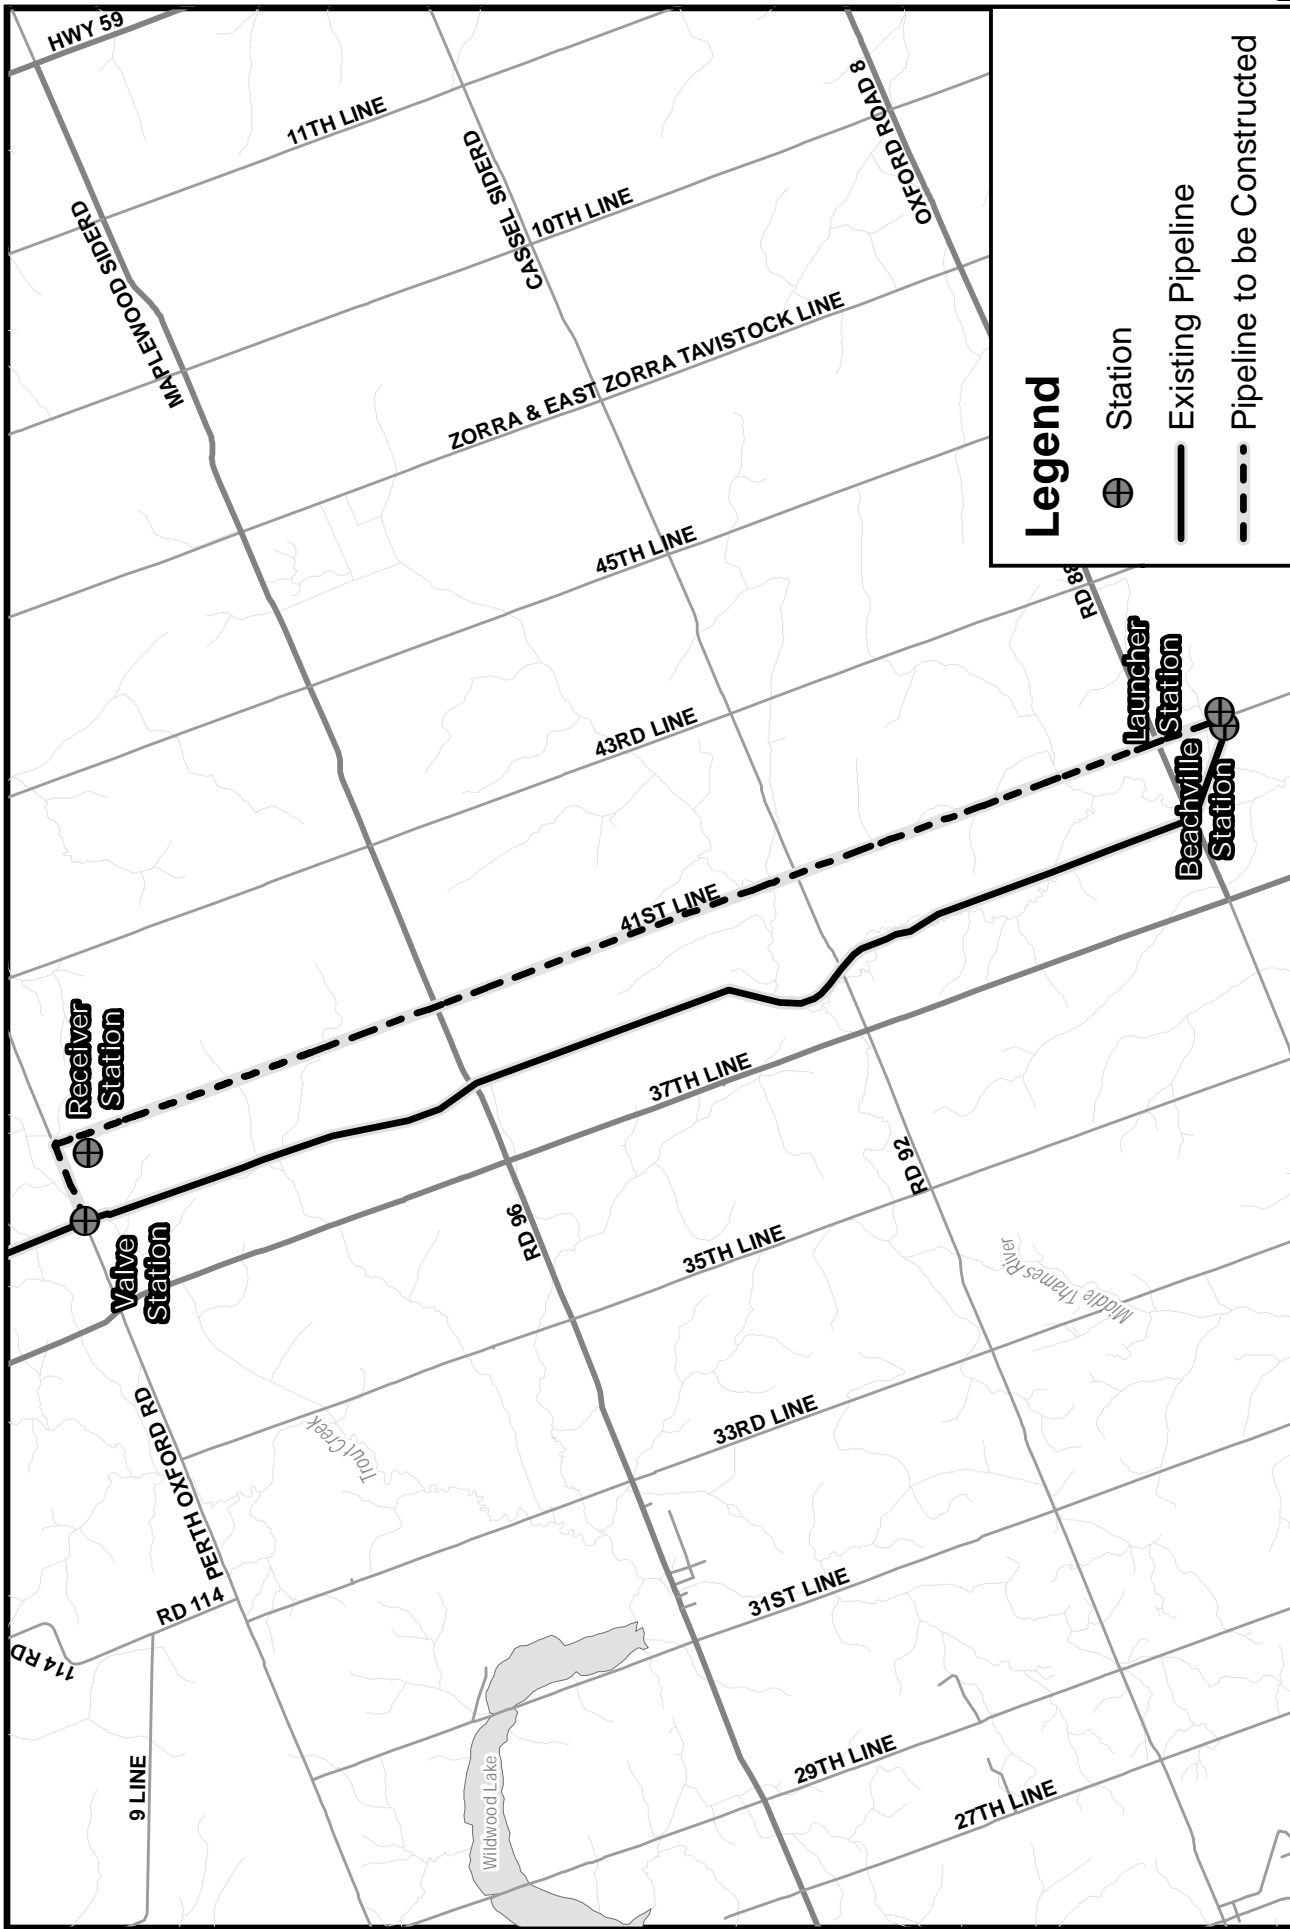 HWY 59
11TH LINE
MAPLEWOOD SIDERD
CASSEL SIDERD
10TH LINE
OXFORD ROAD 8
ZORRA & EAST ZORRA TAVISTOCK LINE
45TH LINE
RD 88
43RD LINE
41ST LINE
Launcher
Station
Beachville
Station
Receiver
Station
Valve
Station
37TH LINE
RD 96
RD 92
35TH LINE
Middle Thames River
33RD LINE
PERTH OXFORD RD
Trout Creek
RD 114
114 RD
31ST LINE
9 LINE
Wildwood Lake
29TH LINE
27TH LINE
Legend
Station
Existing Pipeline
Pipeline to be Constructed